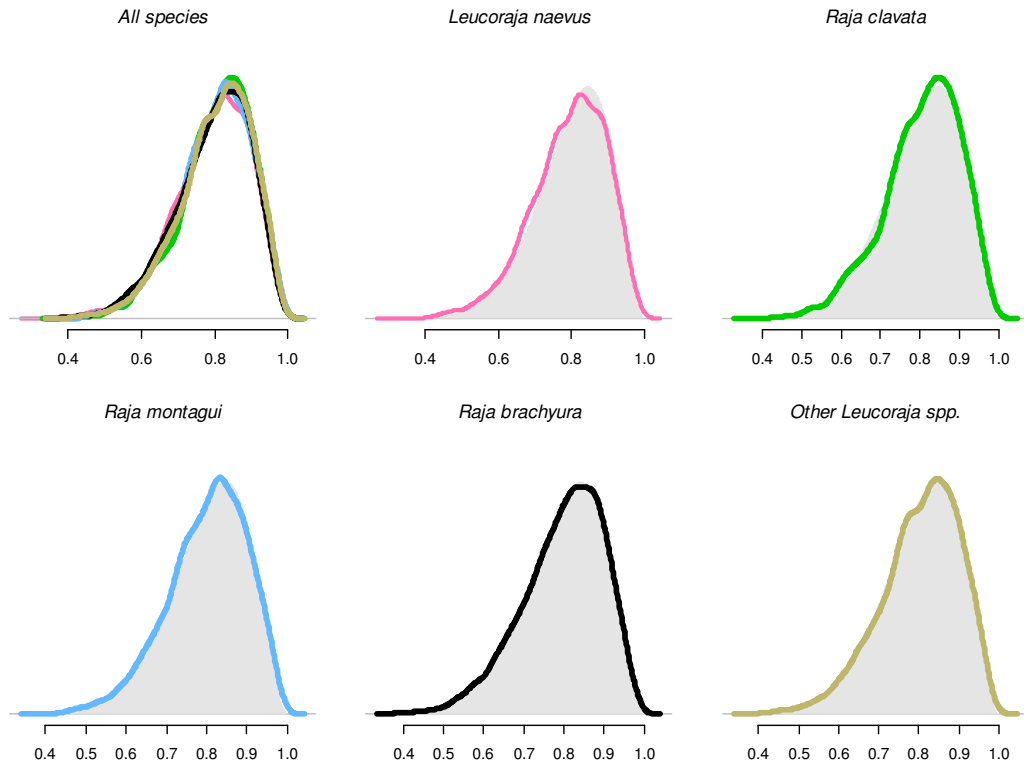 All species
Leucoraja naevus
Raja clavata
0.4 0.6 0.8 1.0
0.4 0.6 0.8 1.0
0.4 0.5 0.6 0.7 0.8 0.9 1.0
Raja montagui
Raja brachyura
Other Leucoraja spp.
0.4 0.5 0.6 0.7 0.8 0.9 1.0
0.4 0.5 0.6 0.7 0.8 0.9 1.0
0.4 0.5 0.6 0.7 0.8 0.9 1.0